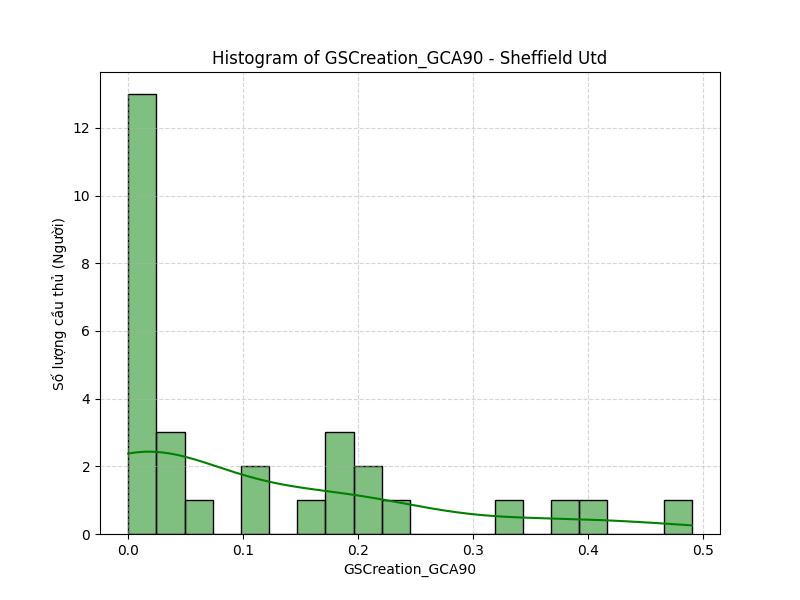 Histogram of GSCreation_GCA90 - Sheffield Utd
Số lượng cầu thủ (Người)
12
10
8
6
4
2
0
0.0 0.1 0.2 0.3 0.4 0.5
GSCreation_GCA90